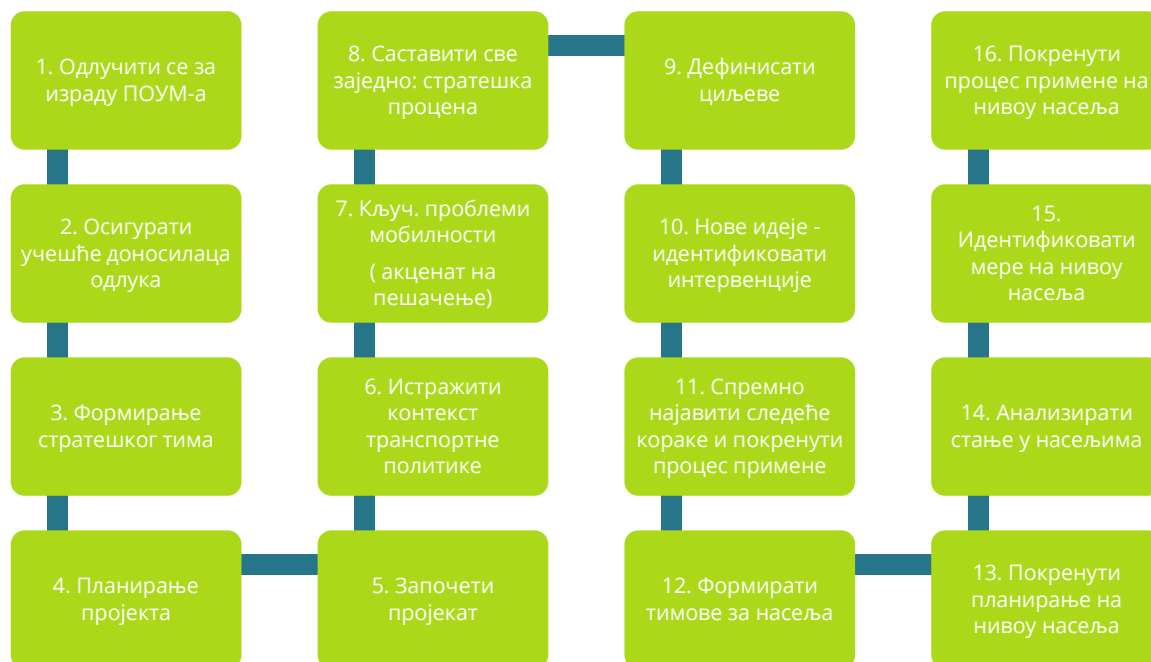 1. Одлучити се за
израду ПОУМ-а
2. Осигурати
учешће доносилаца
одлука
3. Формирање
стратешког тима
4. Планирање
пројекта
5. Започети
пројекат
6. Истражити
контекст
транспортне
политике
7. Кључ. проблеми
мобилности
( акценат на
пешачење)
8. Саставити све
заједно: стратешка
процена
9. Дефинисати
циљеве
10. Нове идеје -
идентификовати
интервенције
11. Спремно
најавити следеће
кораке и покренути
процес примене
12. Формирати
тимове за насеља
13. Покренути
планирање на
нивоу насеља
14. Анализирати
стање у насељима
15.
Идентификовати
мере на нивоу
насеља
16. Покренути
процес примене на
нивоу насеља